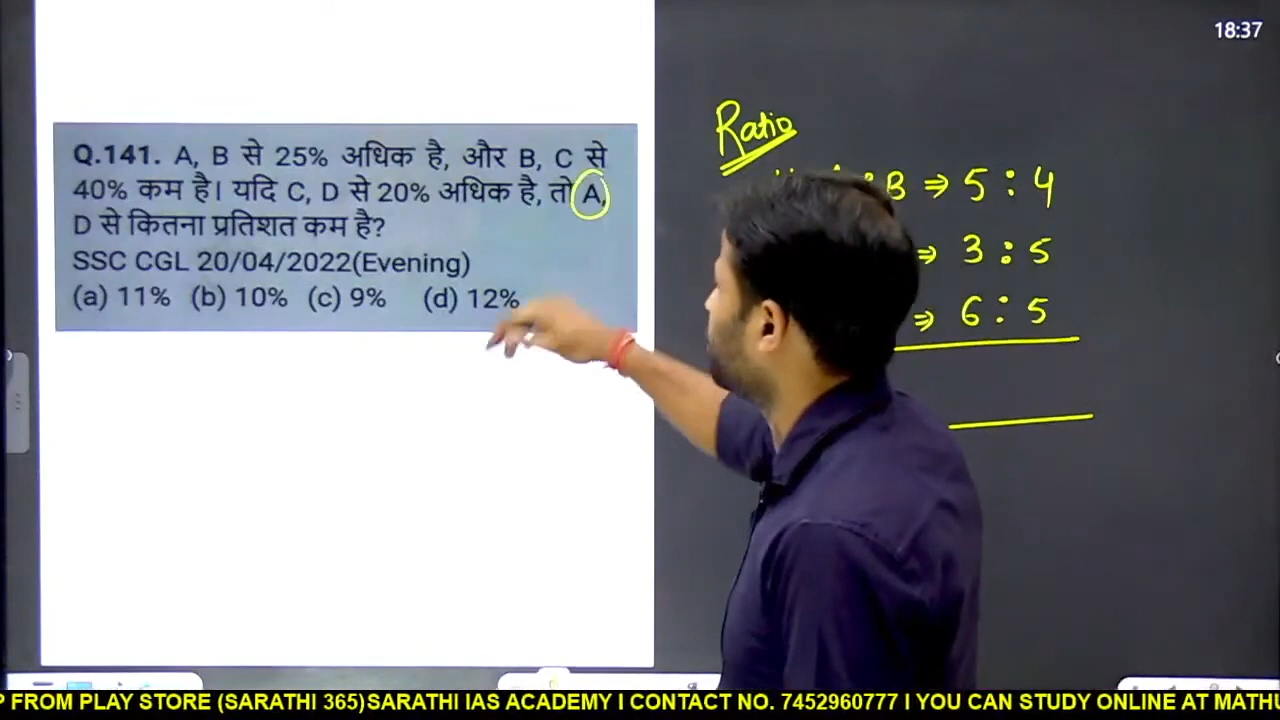 18:37
Q.141. A, B से 25% अधिक है, और B, C से
40% कम है। यदि C, D से 20% अधिक है, तो A,
D से कितना प्रतिशत कम है?
SSC CGL 20/04/2022(Evening)
(a) 11% (b) 10% (c) 9% (d) 12%
Ratio
B ⇒ 5 : 4
⇒ 3 : 5
⇒ 6 : 5
FROM PLAY STORE (SARATHI 365)SARATHI IAS ACADEMY I CONTACT NO. 7452960777 I YOU CAN STUDY ONLINE AT